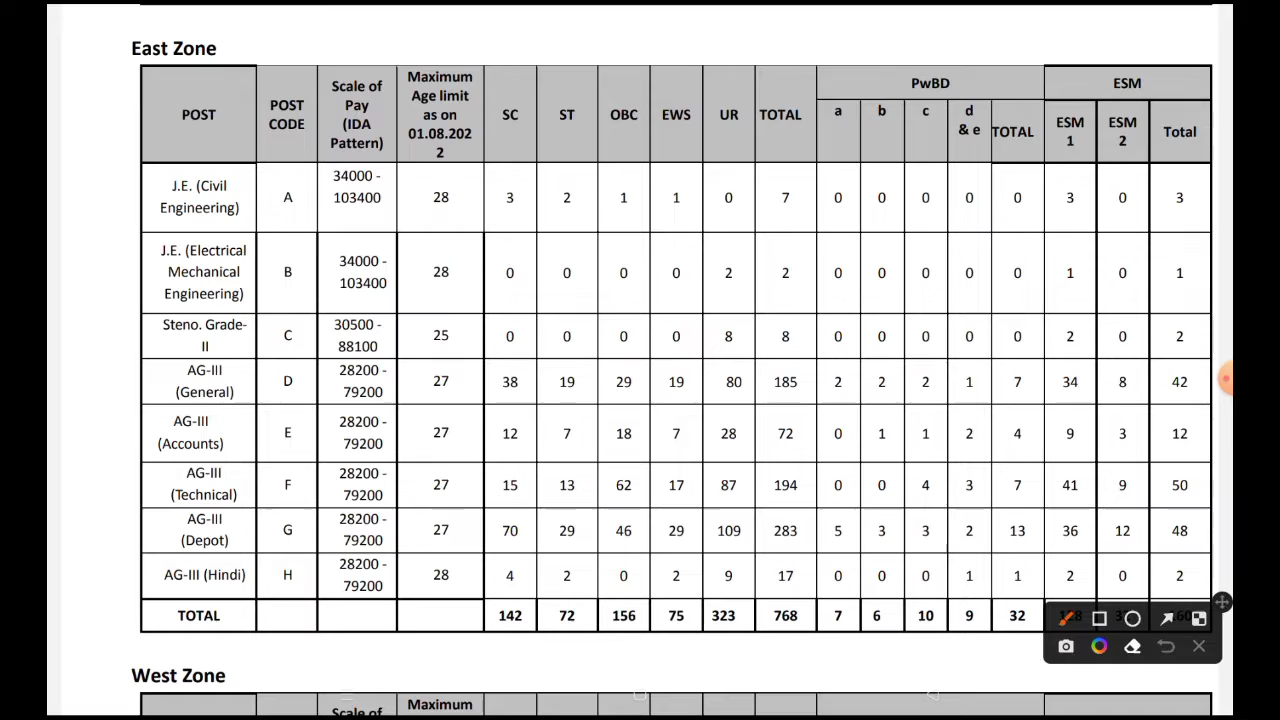 East Zone
POST POST CODE Scale of Pay (IDA Pattern) Maximum Age limit as on 01.08.2022 SC ST OBC EWS UR TOTAL PwBD ESM
a b c d & e TOTAL ESM 1 ESM 2 Total
J.E. (Civil Engineering) A 34000 - 103400 28 3 2 1 1 0 7 0 0 0 0 0 3 0 3
J.E. (Electrical Mechanical Engineering) B 34000 - 103400 28 0 0 0 0 2 2 0 0 0 0 0 1 0 1
Steno. Grade-II C 30500 - 88100 25 0 0 0 0 8 8 0 0 0 0 0 2 0 2
AG-III (General) D 28200 - 79200 27 38 19 29 19 80 185 2 2 2 1 7 34 8 42
AG-III (Accounts) E 28200 - 79200 27 12 7 18 7 28 72 0 1 1 2 4 9 3 12
AG-III (Technical) F 28200 - 79200 27 15 13 62 17 87 194 0 0 4 3 7 41 9 50
AG-III (Depot) G 28200 - 79200 27 70 29 46 29 109 283 5 3 3 2 13 36 12 48
AG-III (Hindi) H 28200 - 79200 28 4 2 0 2 9 17 0 0 0 1 1 2 0 2
TOTAL 142 72 156 75 323 768 7 6 10 9 32
West Zone
Scale of Maximum